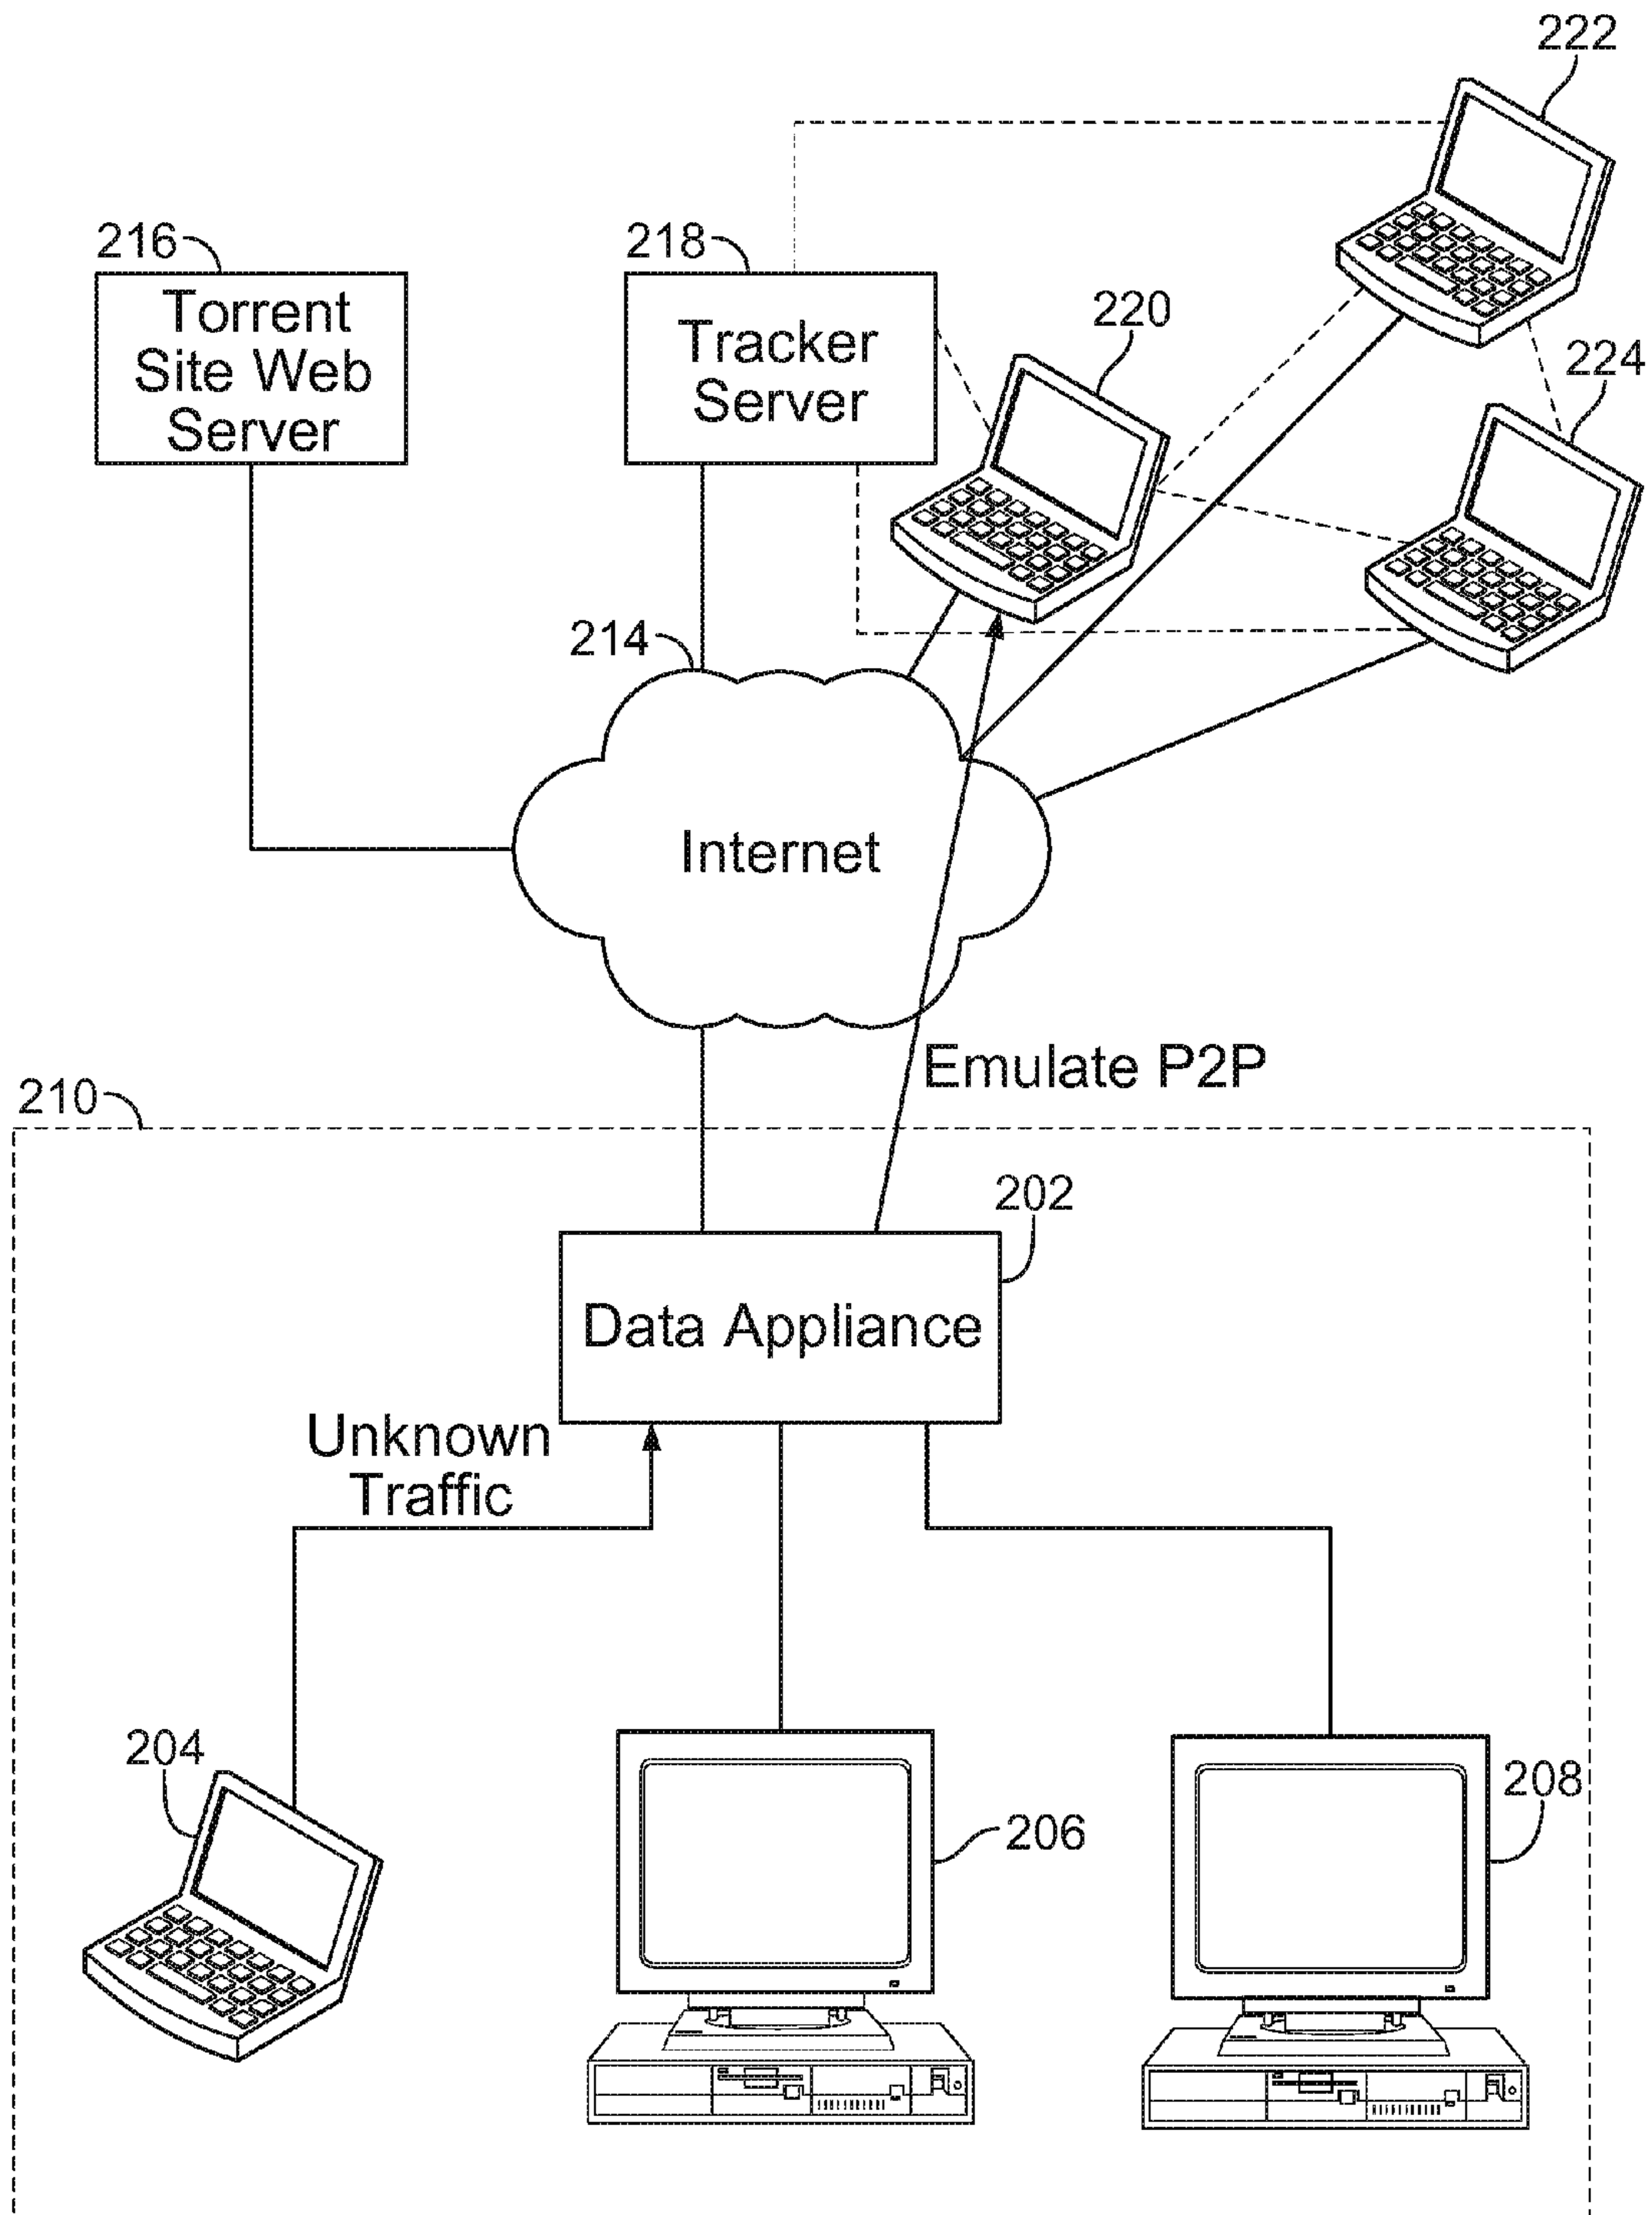 222
216
218
Torrent
Site Web
Server
Tracker
Server
220
224
214
Internet
Emulate P2P
210
202
Data Appliance
Unknown
Traffic
204
206
208